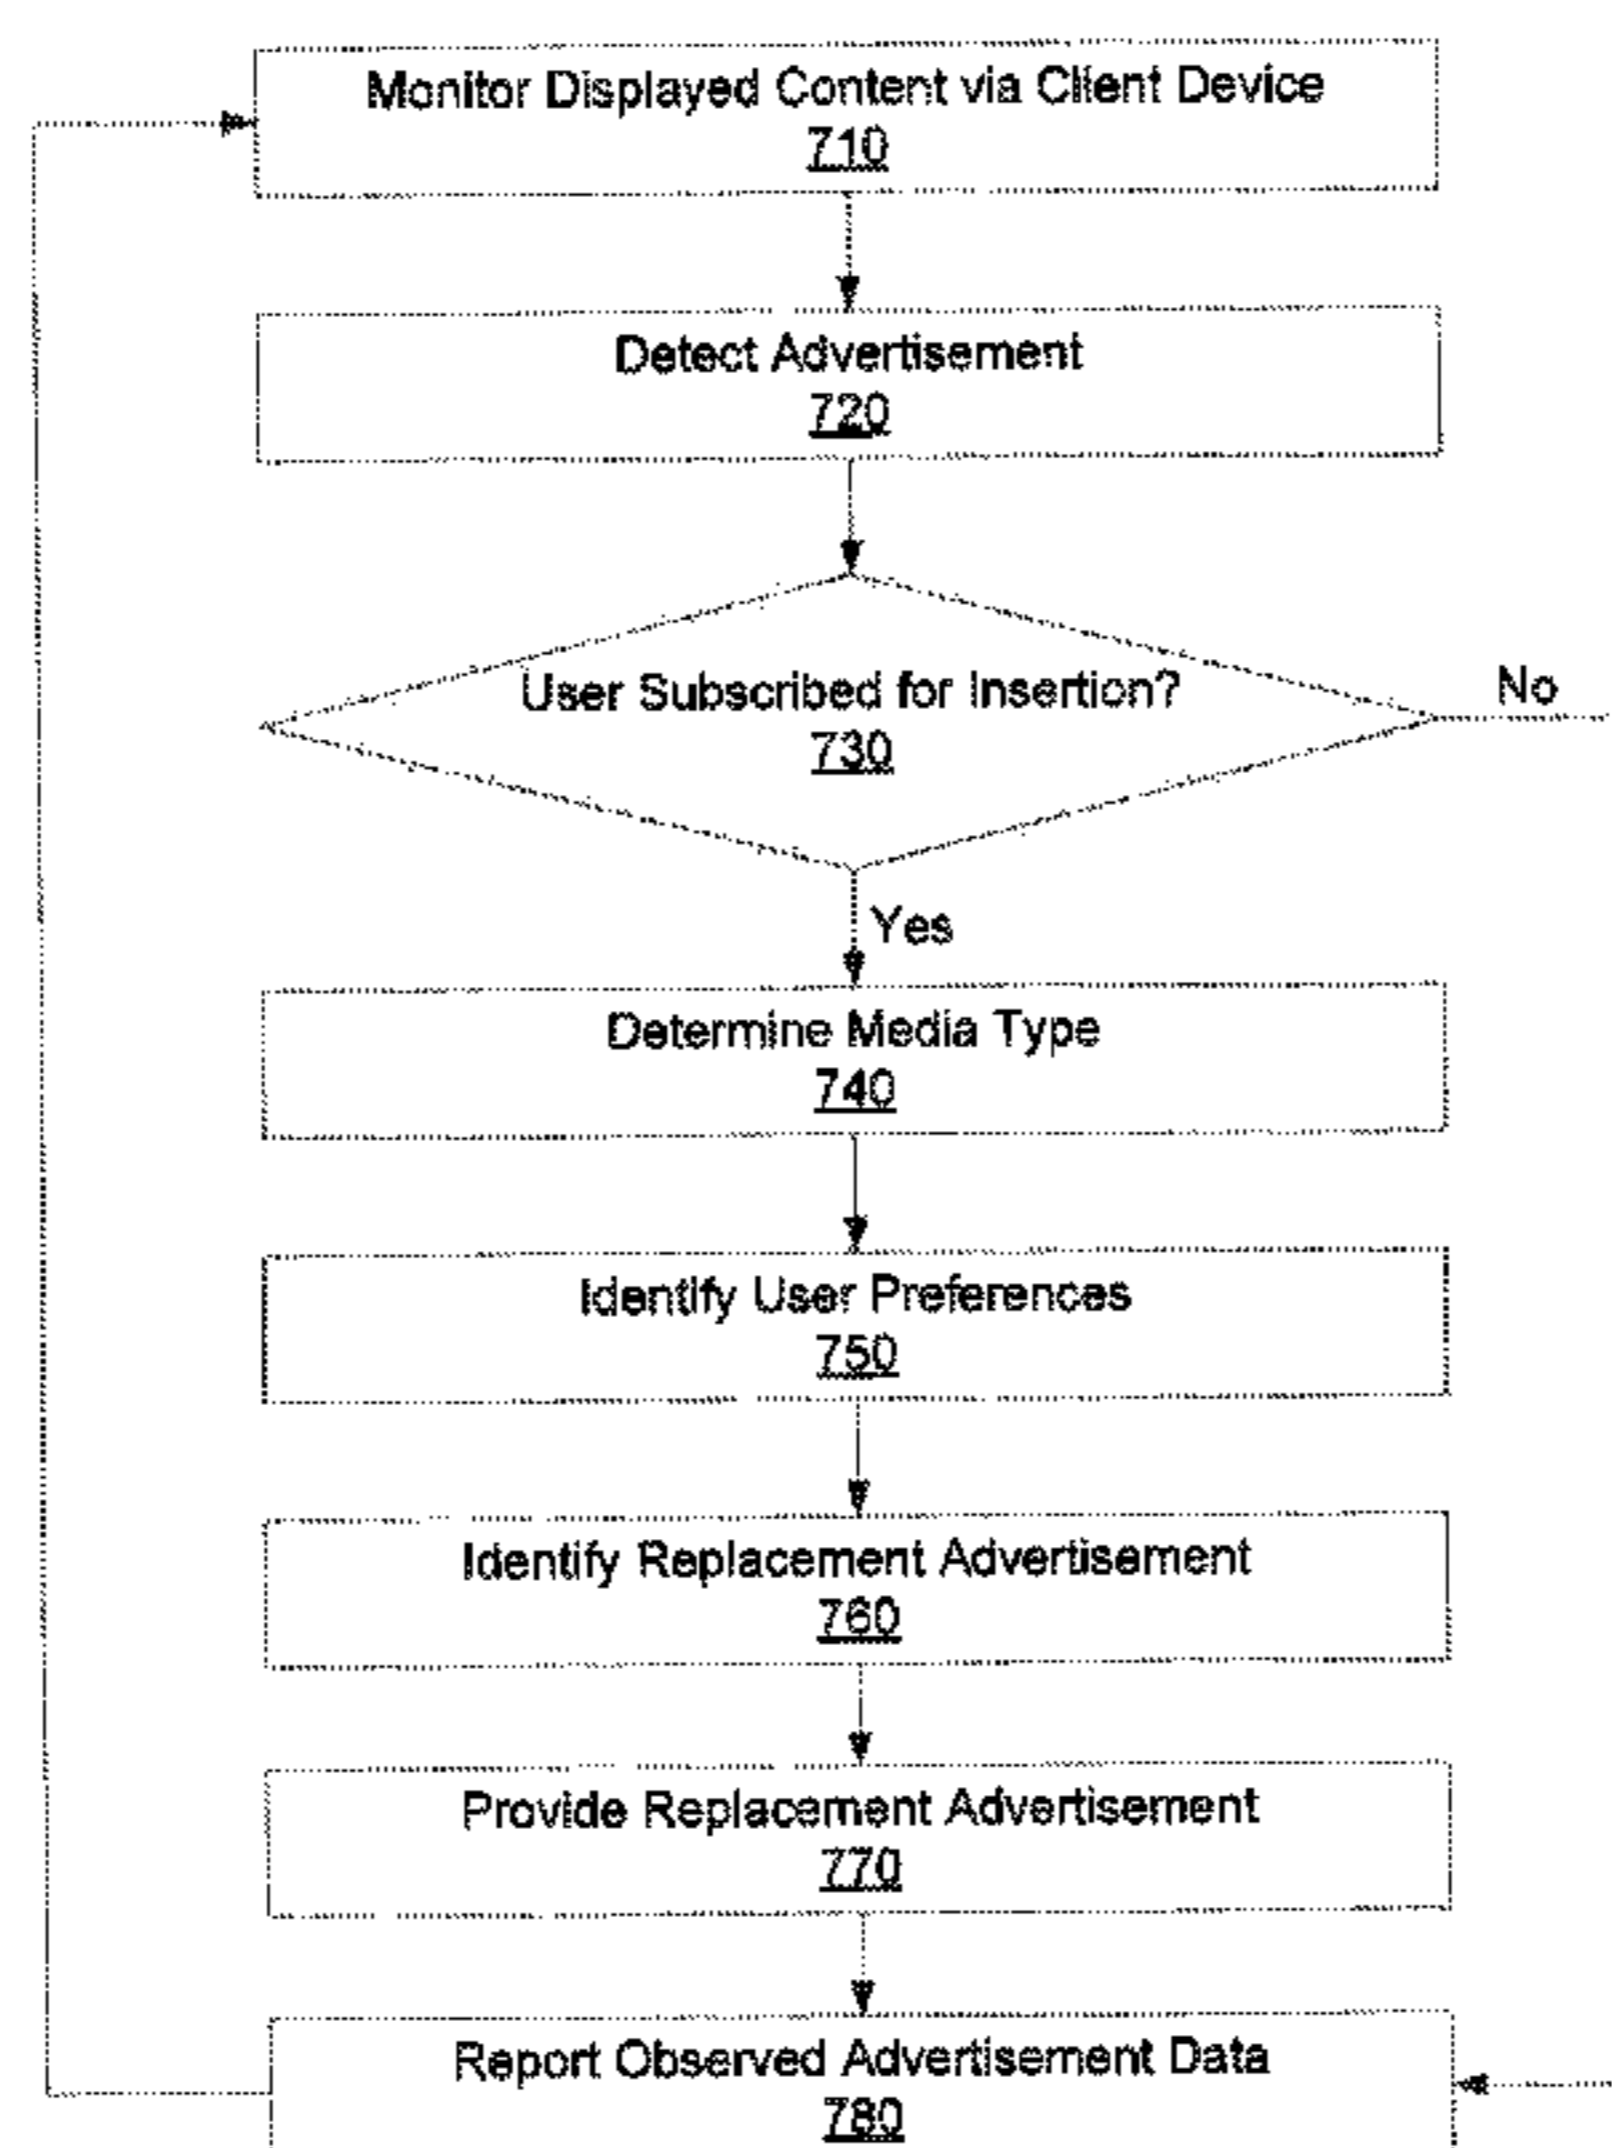 Monitor Displayed Content via Client Device
710
Detect Advertisement
720
User Subscribed for Insertion?
730
No
Yes
Determine Media Type
740
Identify User Preferences
750
Identify Replacement Advertisement
760
Provide Replacement Advertisement
770
Report Observed Advertisement Data
780